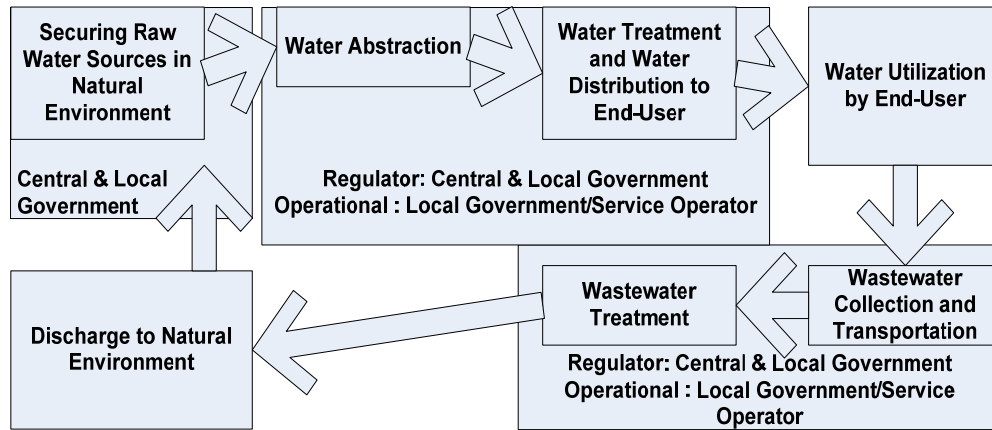 Securing Raw
Water Sources in
Natural
Environment
Central & Local
Government
Water Abstraction
Water Treatment
and Water
Distribution to
End-User
Regulator: Central & Local Government
Operational : Local Government/Service Operator
Water Utilization
by End-User
Wastewater
Collection and
Transportation
Wastewater
Treatment
Regulator: Central & Local Government
Operational : Local Government/Service
Operator
Discharge to Natural
Environment